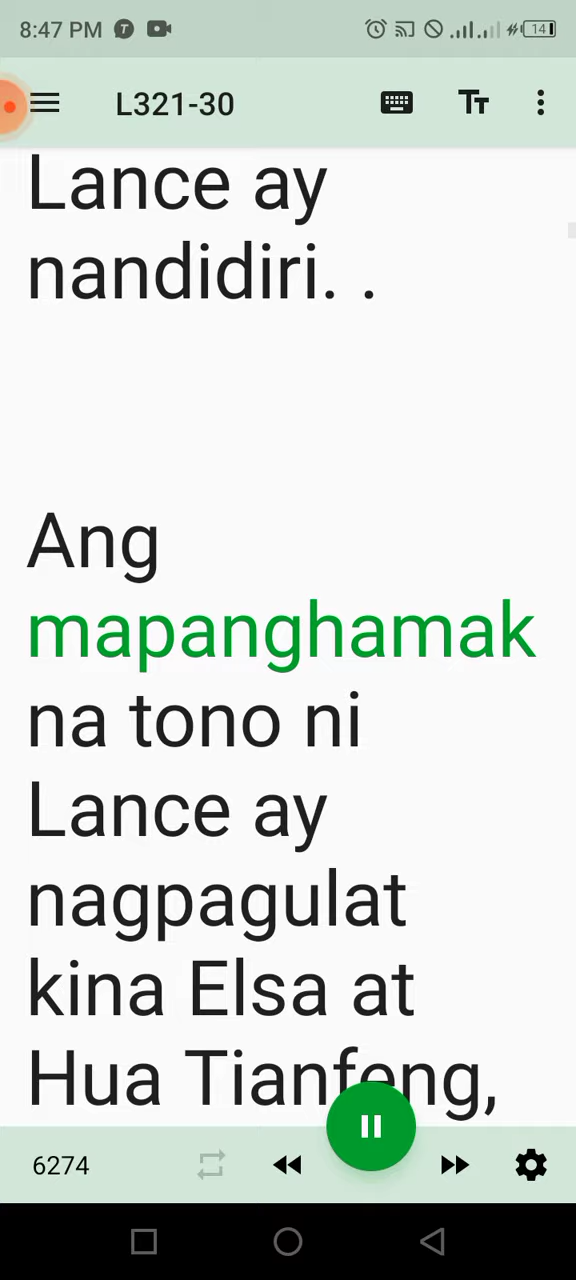 8:47 PM
14
L321-30
Lance ay
nandidiri. .
Ang
mapanghamak
na tono ni
Lance ay
nagpagulat
kina Elsa at
Hua Tianfeng,
6274